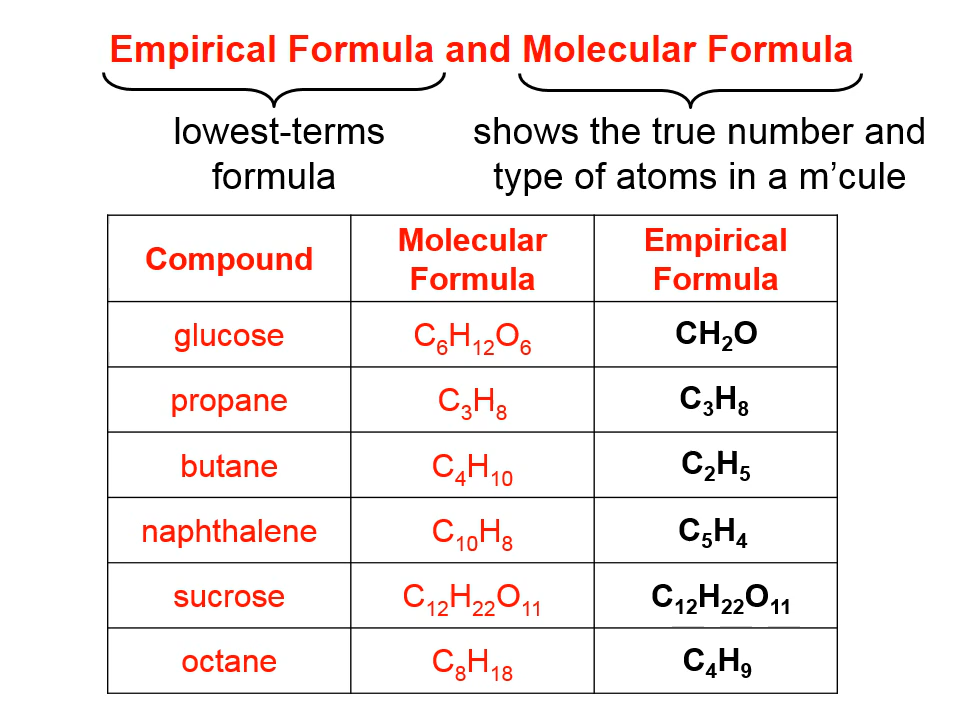 Empirical Formula and Molecular Formula
lowest-terms
formula
shows the true number and
type of atoms in a m’cule
Compound
Molecular
Formula
Empirical
Formula
glucose C₆H₁₂O₆ CH₂O
propane C₃H₈ C₃H₈
butane C₄H₁₀ C₂H₅
naphthalene C₁₀H₈ C₅H₄
sucrose C₁₂H₂₂O₁₁ C₁₂H₂₂O₁₁
octane C₈H₁₈ C₄H₉